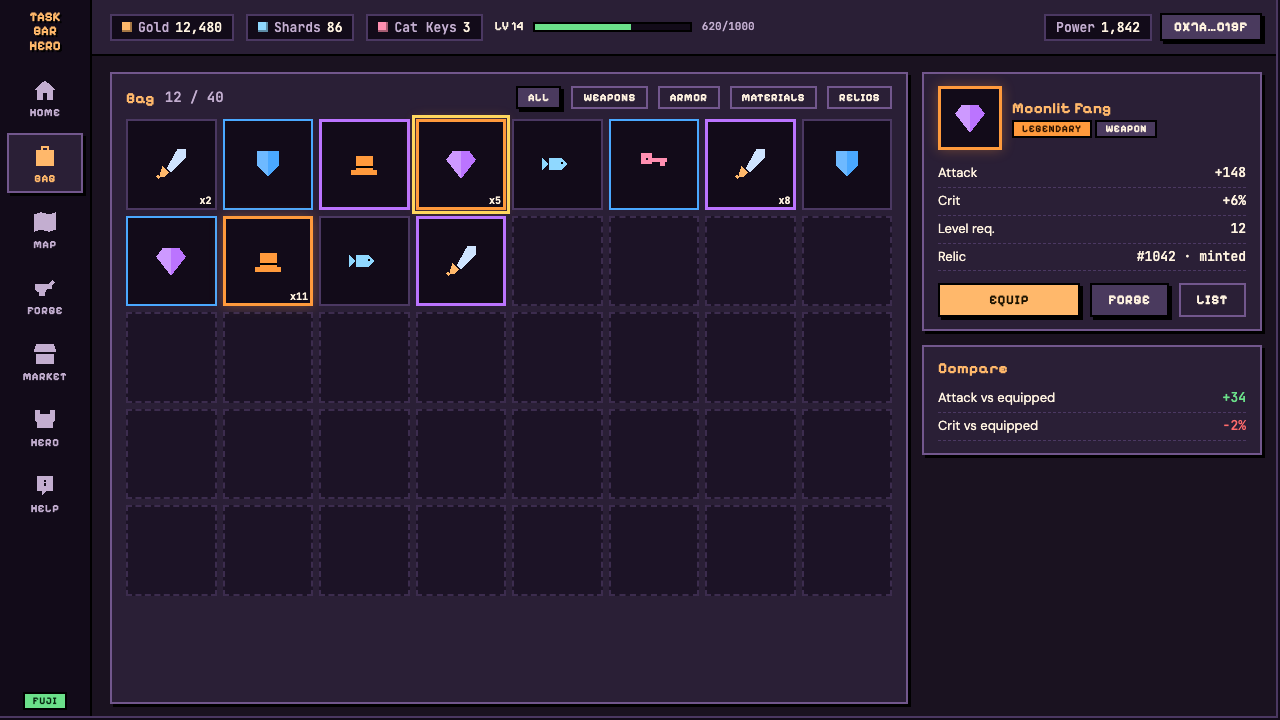 TASK
BAR
HERO
Gold 12,480
Shards 86
Cat Keys 3
LV 14
620/1000
Power 1,842
0X7A…019F
HOME
BAG
MAP
FORGE
MARKET
HERO
HELP
FUJI
Bag 12 / 40
ALL
WEAPONS
ARMOR
MATERIALS
RELICS
x2
x5
x8
x11
Moonlit Fang
LEGENDARY
WEAPON
Attack +148
Crit +6%
Level req. 12
Relic #1042 · minted
EQUIP
FORGE
LIST
Compare
Attack vs equipped +34
Crit vs equipped -2%